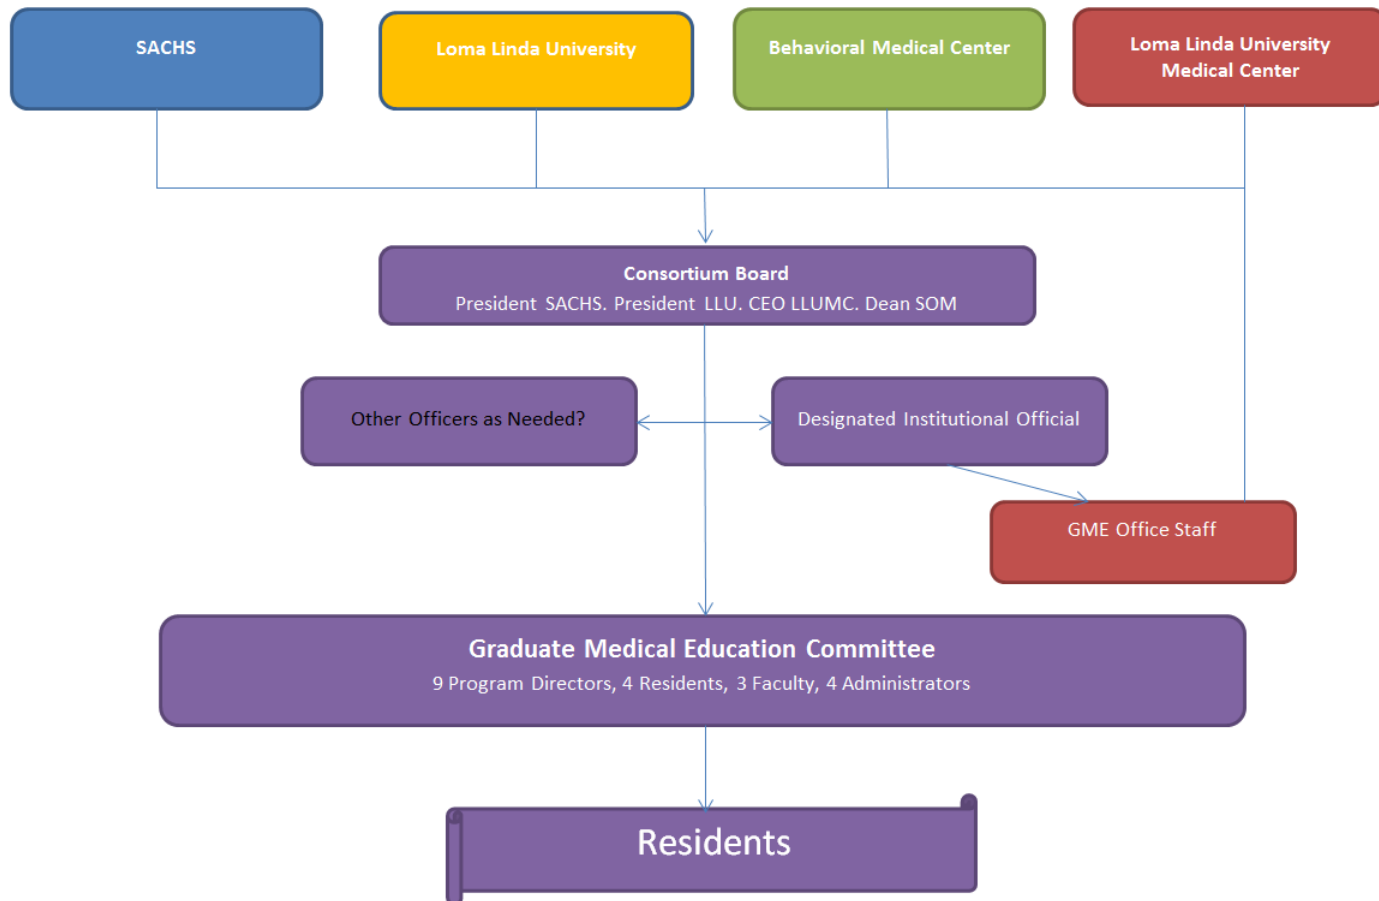 SACHS
Loma Linda University
Behavioral Medical Center
Loma Linda University
Medical Center
Consortium Board
President SACHS. President LLU. CEO LLUMC. Dean SOM
Other Officers as Needed?
Designated Institutional Official
GME Office Staff
Graduate Medical Education Committee
9 Program Directors, 4 Residents, 3 Faculty, 4 Administrators
Residents